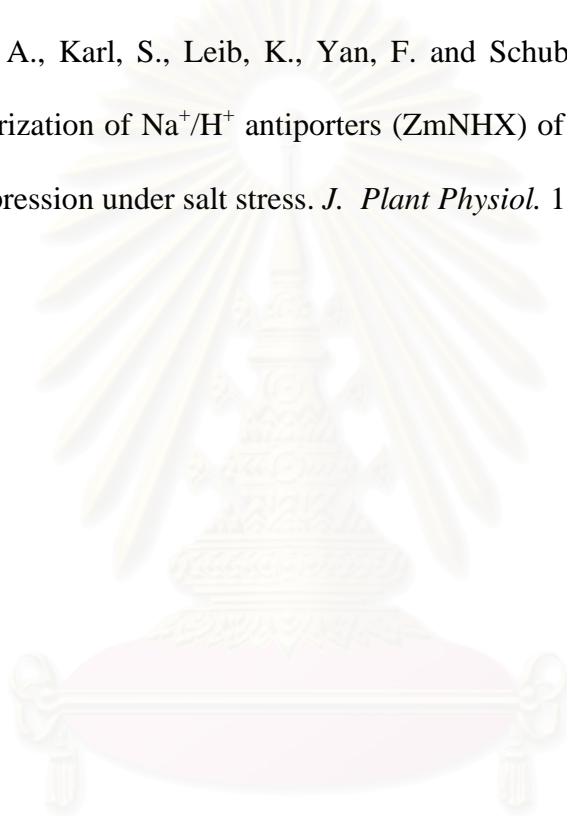 A., Karl, S., Leib, K., Yan, F. and Schub
rization of Na⁺/H⁺ antiporters (ZmNHX) of
pression under salt stress. J. Plant Physiol. 1